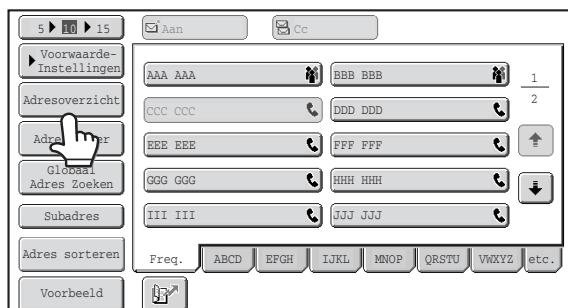 5 10 15
Aan
Cc
Voorwaarde-
Instellingen
Adresoverzicht
Globaal
Adres Zoeken
Subadres
Adres sorteren
Voorbeeld
AAA AAA
BBB BBB
CCC CCC
DDD DDD
EEE EEE
FFF FFF
GGG GGG
HHH HHH
III III
JJJ JJJ
1
2
Freq.
ABCD
EFGH
IJKL
MNOP
QRSTU
VWXYZ
etc.